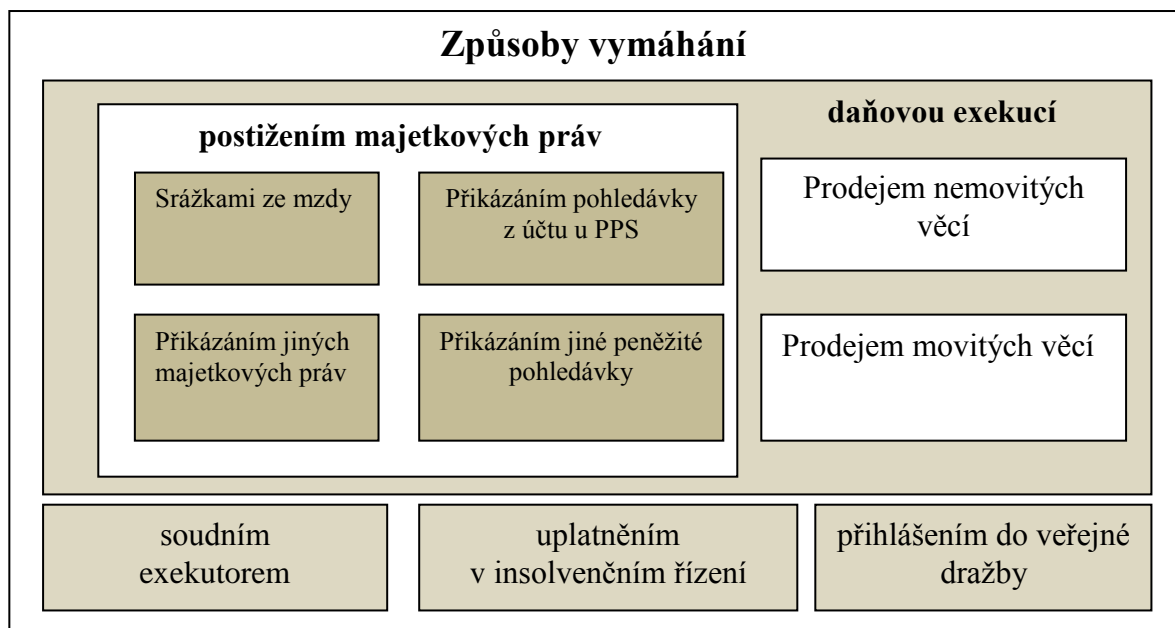 Způsoby vymáhání
daňovou exekucí
postižením majetkových práv
Srážkami ze mzdy
Přikázáním pohledávky
z účtu u PPS
Prodejem nemovitých
věcí
Přikázáním jiných
majetkových práv
Přikázáním jiné peněžité
pohledávky
Prodejem movitých věcí
soudním
exekutorem
uplatněním
v insolvenčním řízení
přihlášením do veřejné
dražby